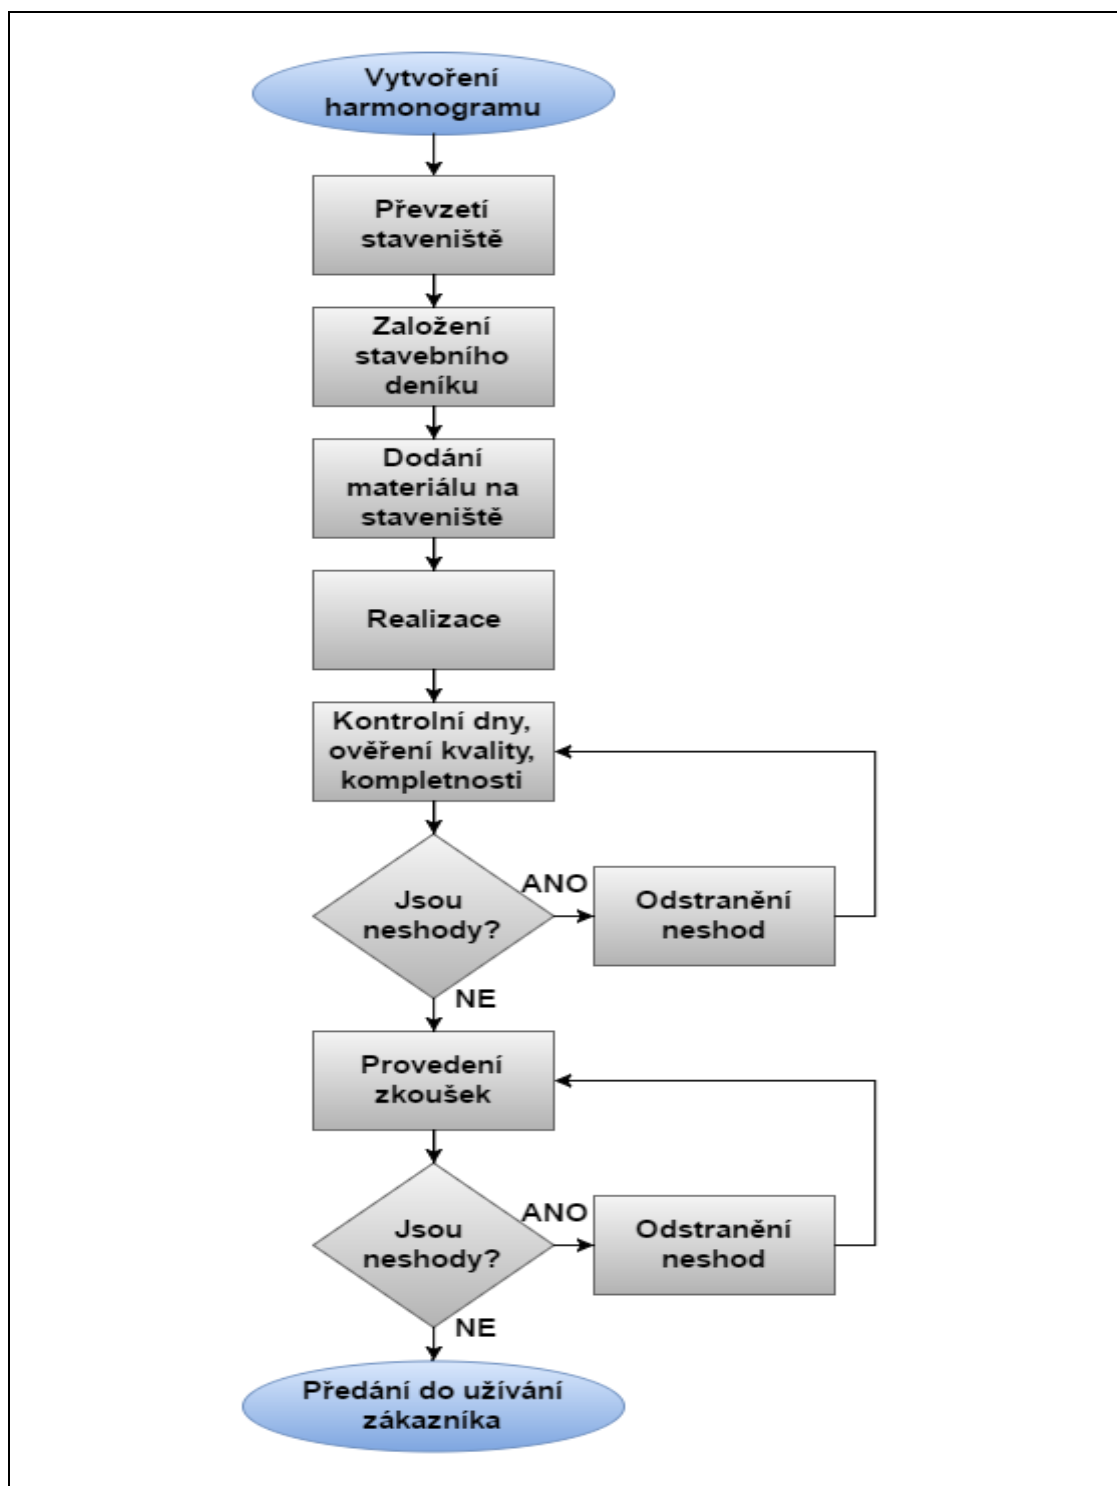 Vytvoření
harmonogramu
Převzetí
staveniště
Založení
stavebního
deníku
Dodání
materiálu na
staveniště
Realizace
Kontrolní dny,
ověření kvality,
kompletnosti
Jsou
neshody?
ANO
Odstranění
neshod
NE
Provedení
zkoušek
Jsou
neshody?
ANO
Odstranění
neshod
NE
Předání do užívání
zákazníka